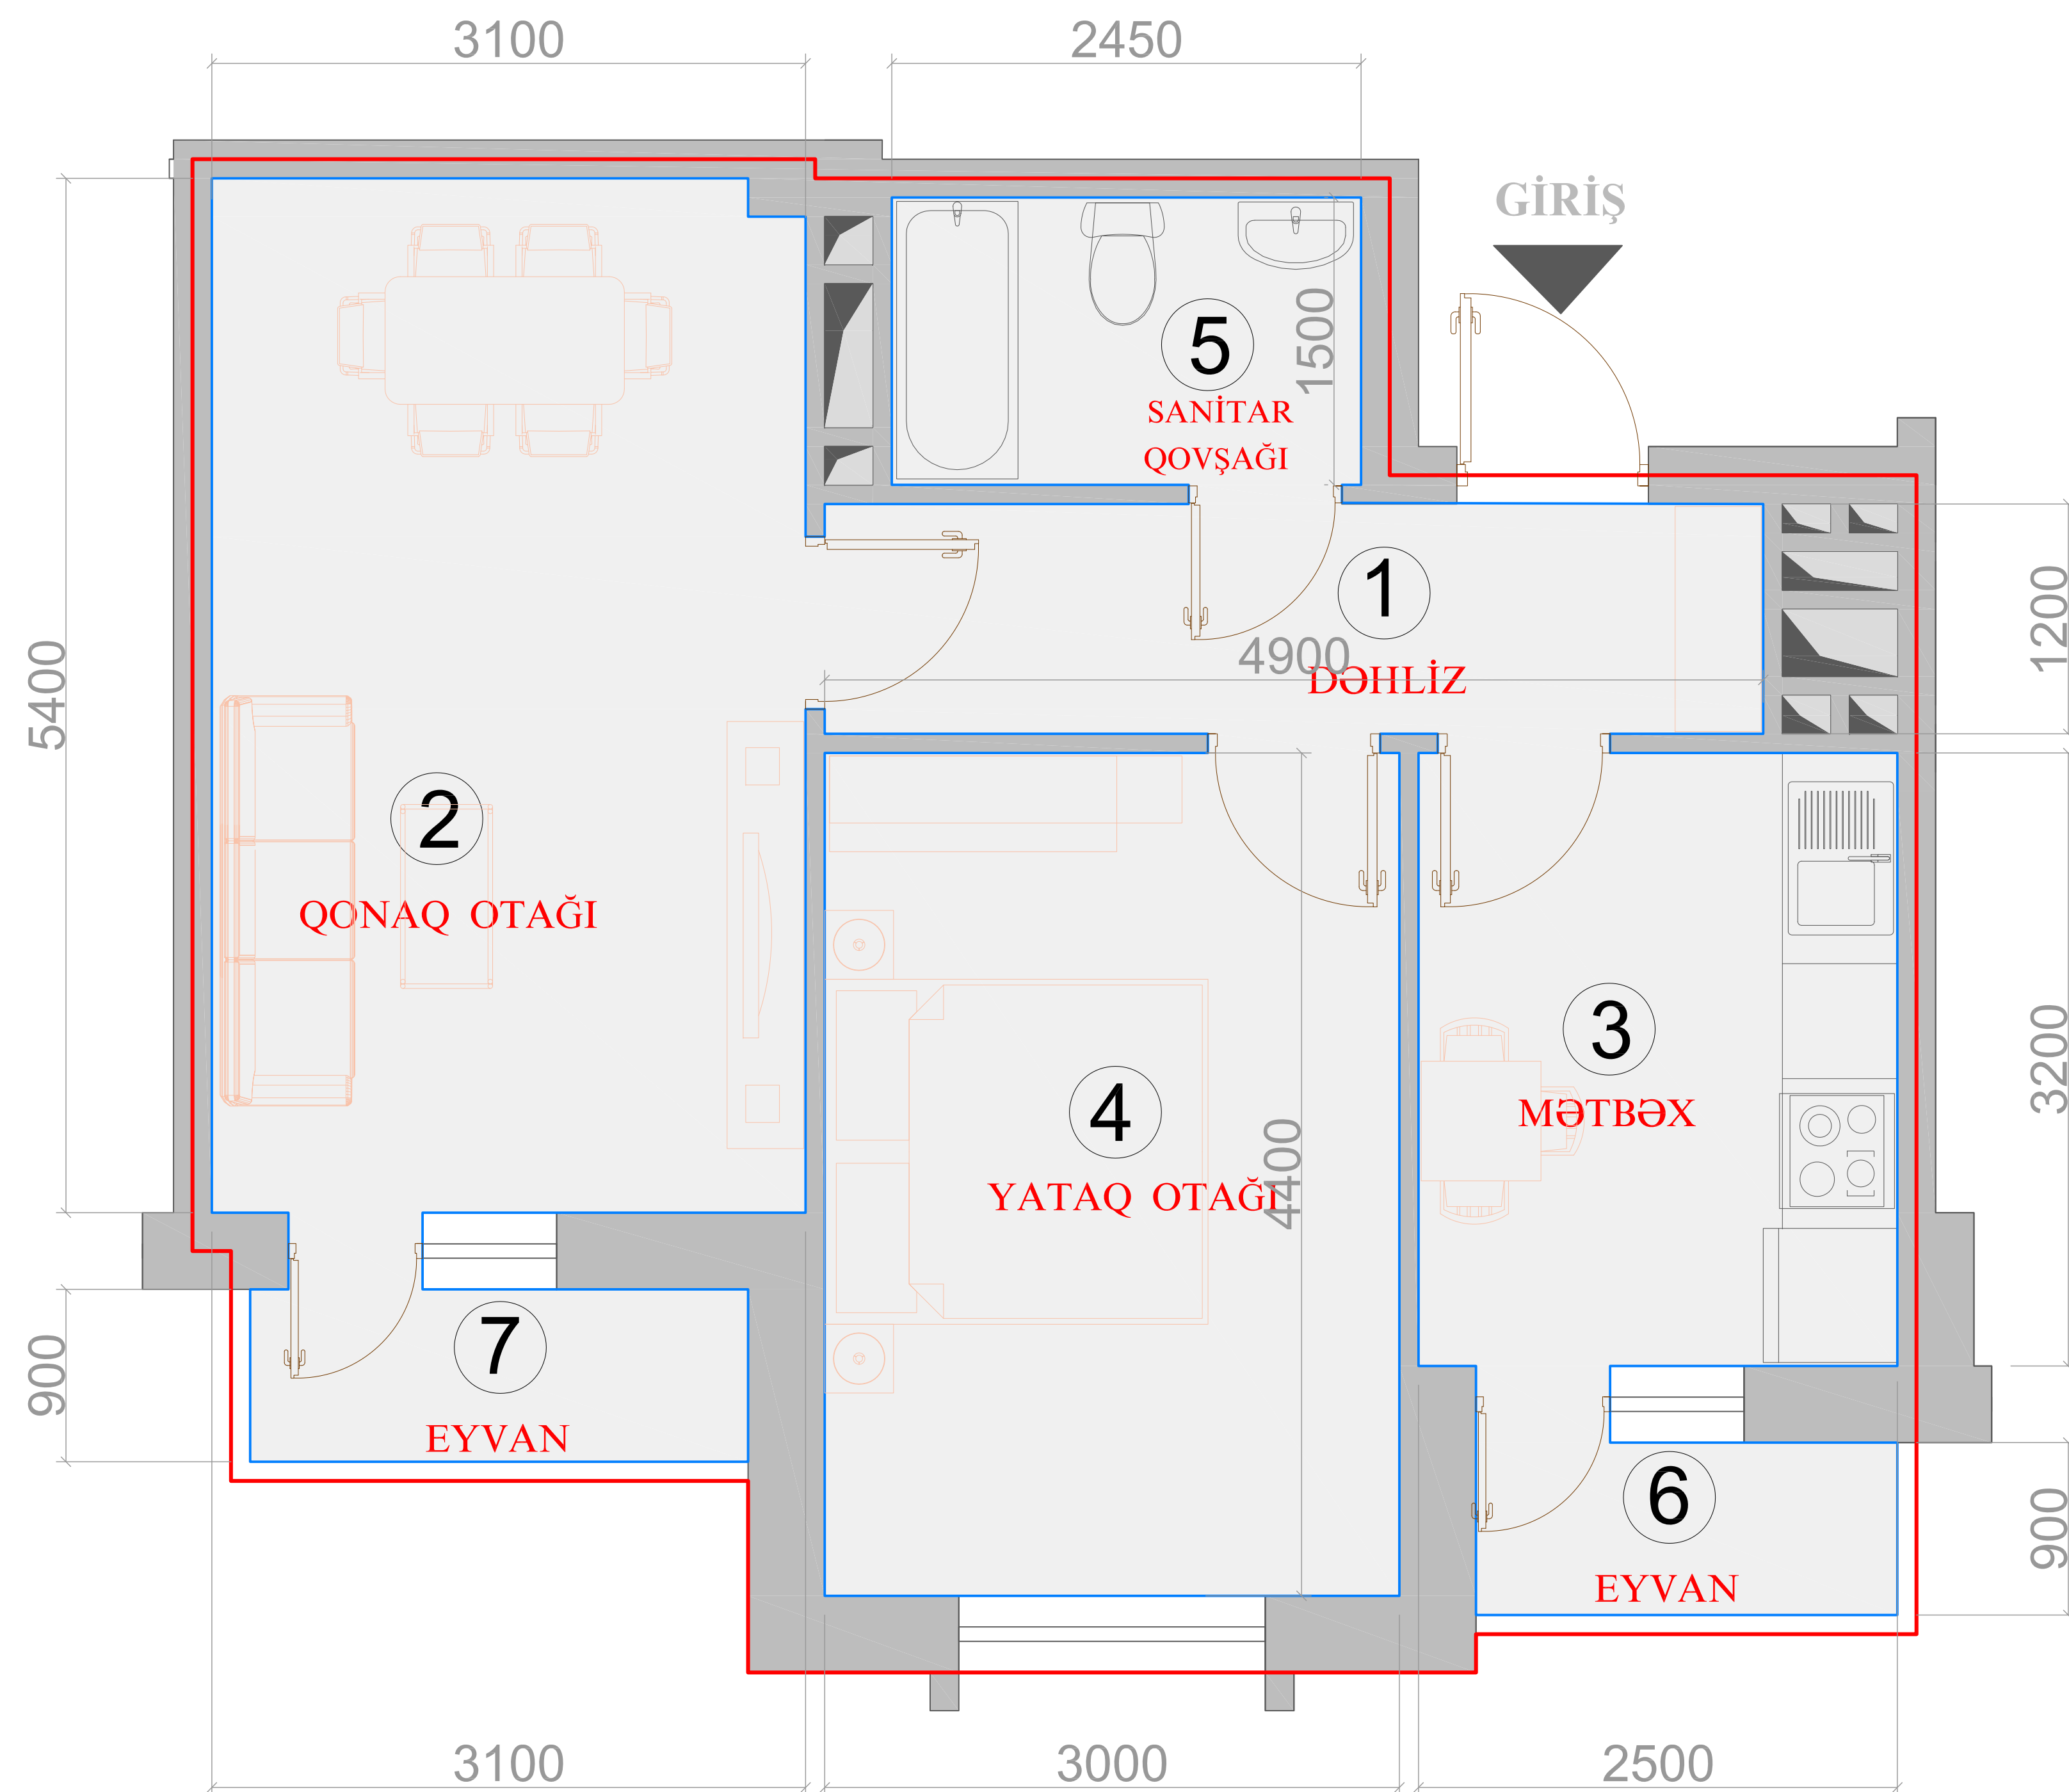 3100
2450
GİRİŞ
5
1500
SANİTAR
QOVŞAĞI
1
1200
4900
DƏHLİZ
5400
2
QONAQ OTAĞI
3
3200
MƏTBƏX
4
4400
YATAQ OTAĞI
7
900
EYVAN
6
900
EYVAN
3100
3000
2500